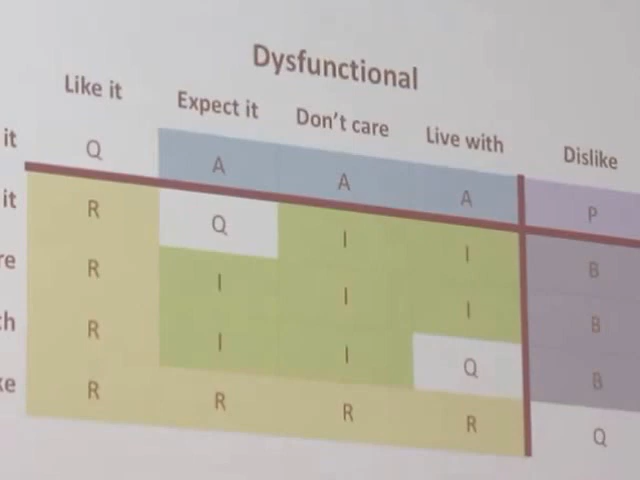 Dysfunctional
Like it Expect it Don't care Live with Dislike
it Q A A A P
it R Q I I B
re R I I I B
th R I I Q B
ke R R R R Q